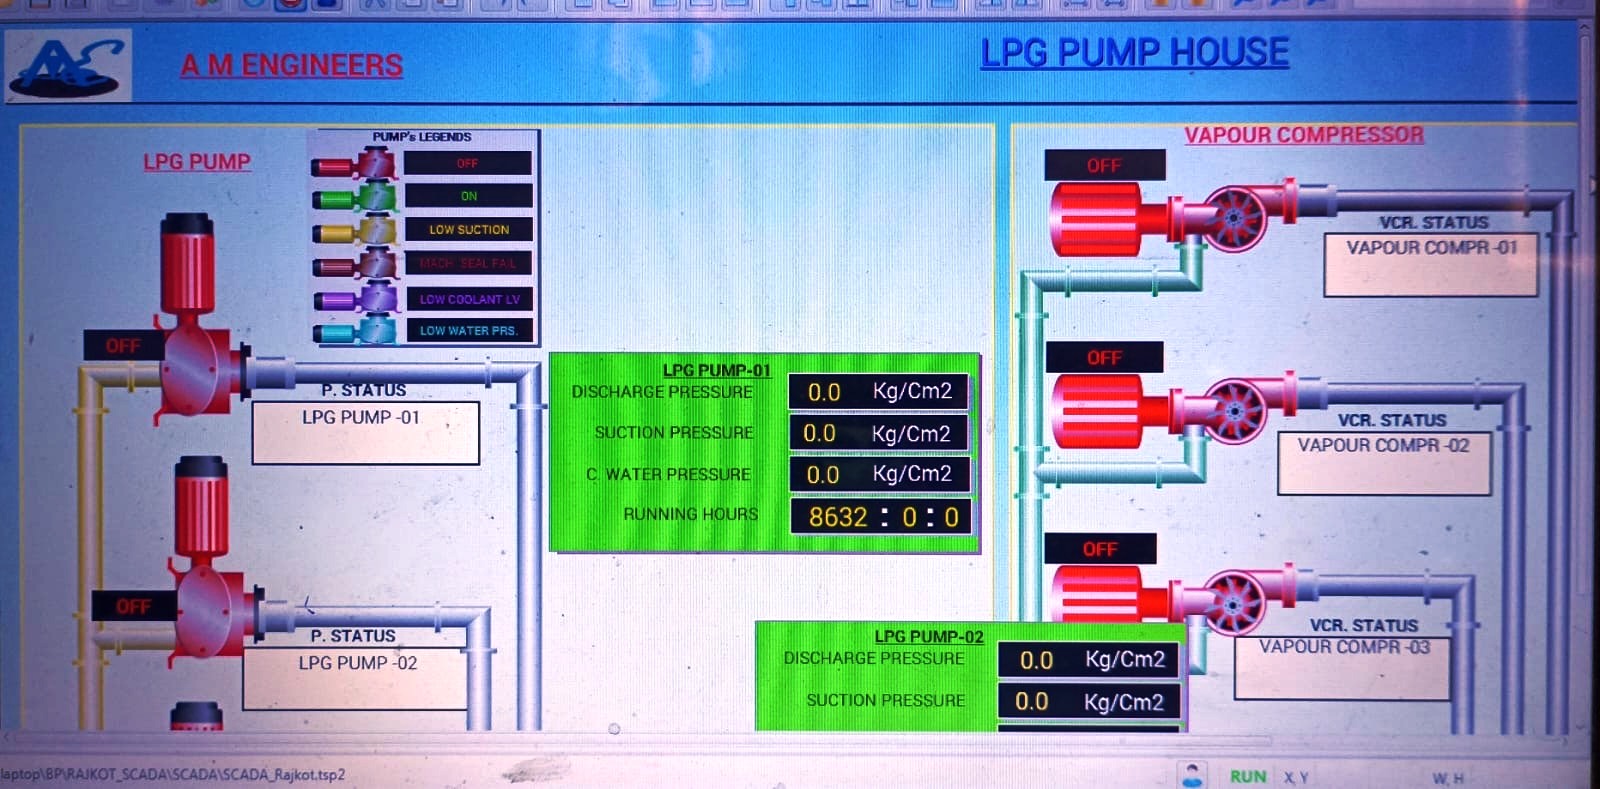 A M ENGINEERS
LPG PUMP HOUSE
LPG PUMP
PUMP's LEGENDS
OFF
ON
LOW SUCTION
MACH. SEAL FAIL
LOW COOLANT LV
LOW WATER PRS.
OFF
P. STATUS
LPG PUMP -01
OFF
P. STATUS
LPG PUMP -02
LPG PUMP-01
DISCHARGE PRESSURE 0.0 Kg/Cm2
SUCTION PRESSURE 0.0 Kg/Cm2
C. WATER PRESSURE 0.0 Kg/Cm2
RUNNING HOURS 8632 : 0 : 0
LPG PUMP-02
DISCHARGE PRESSURE 0.0 Kg/Cm2
SUCTION PRESSURE 0.0 Kg/Cm2
VAPOUR COMPRESSOR
OFF
VCR. STATUS
VAPOUR COMPR -01
OFF
VCR. STATUS
VAPOUR COMPR -02
OFF
VCR. STATUS
VAPOUR COMPR -03
laptop\BP\RAJKOT_SCADA\SCADA\SCADA_Rajkot.tsp2
RUN X, Y W, H